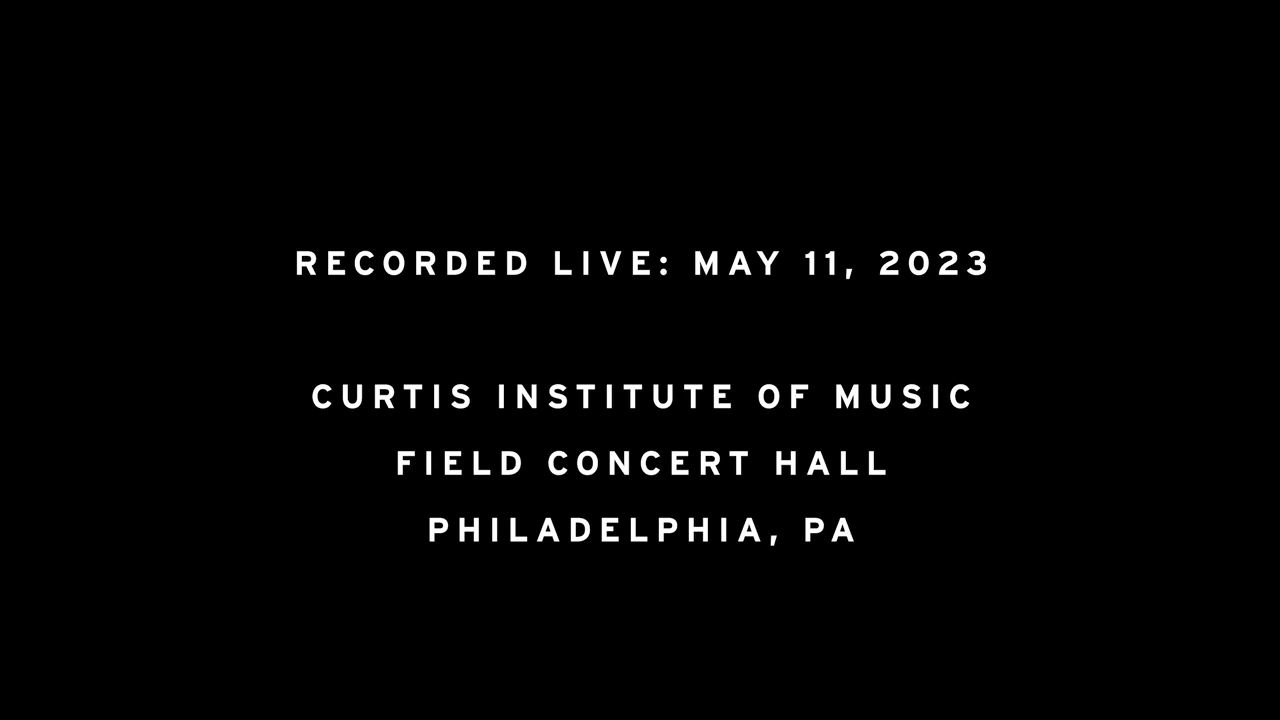 RECORDED LIVE: MAY 11, 2023
CURTIS INSTITUTE OF MUSIC
FIELD CONCERT HALL
PHILADELPHIA, PA